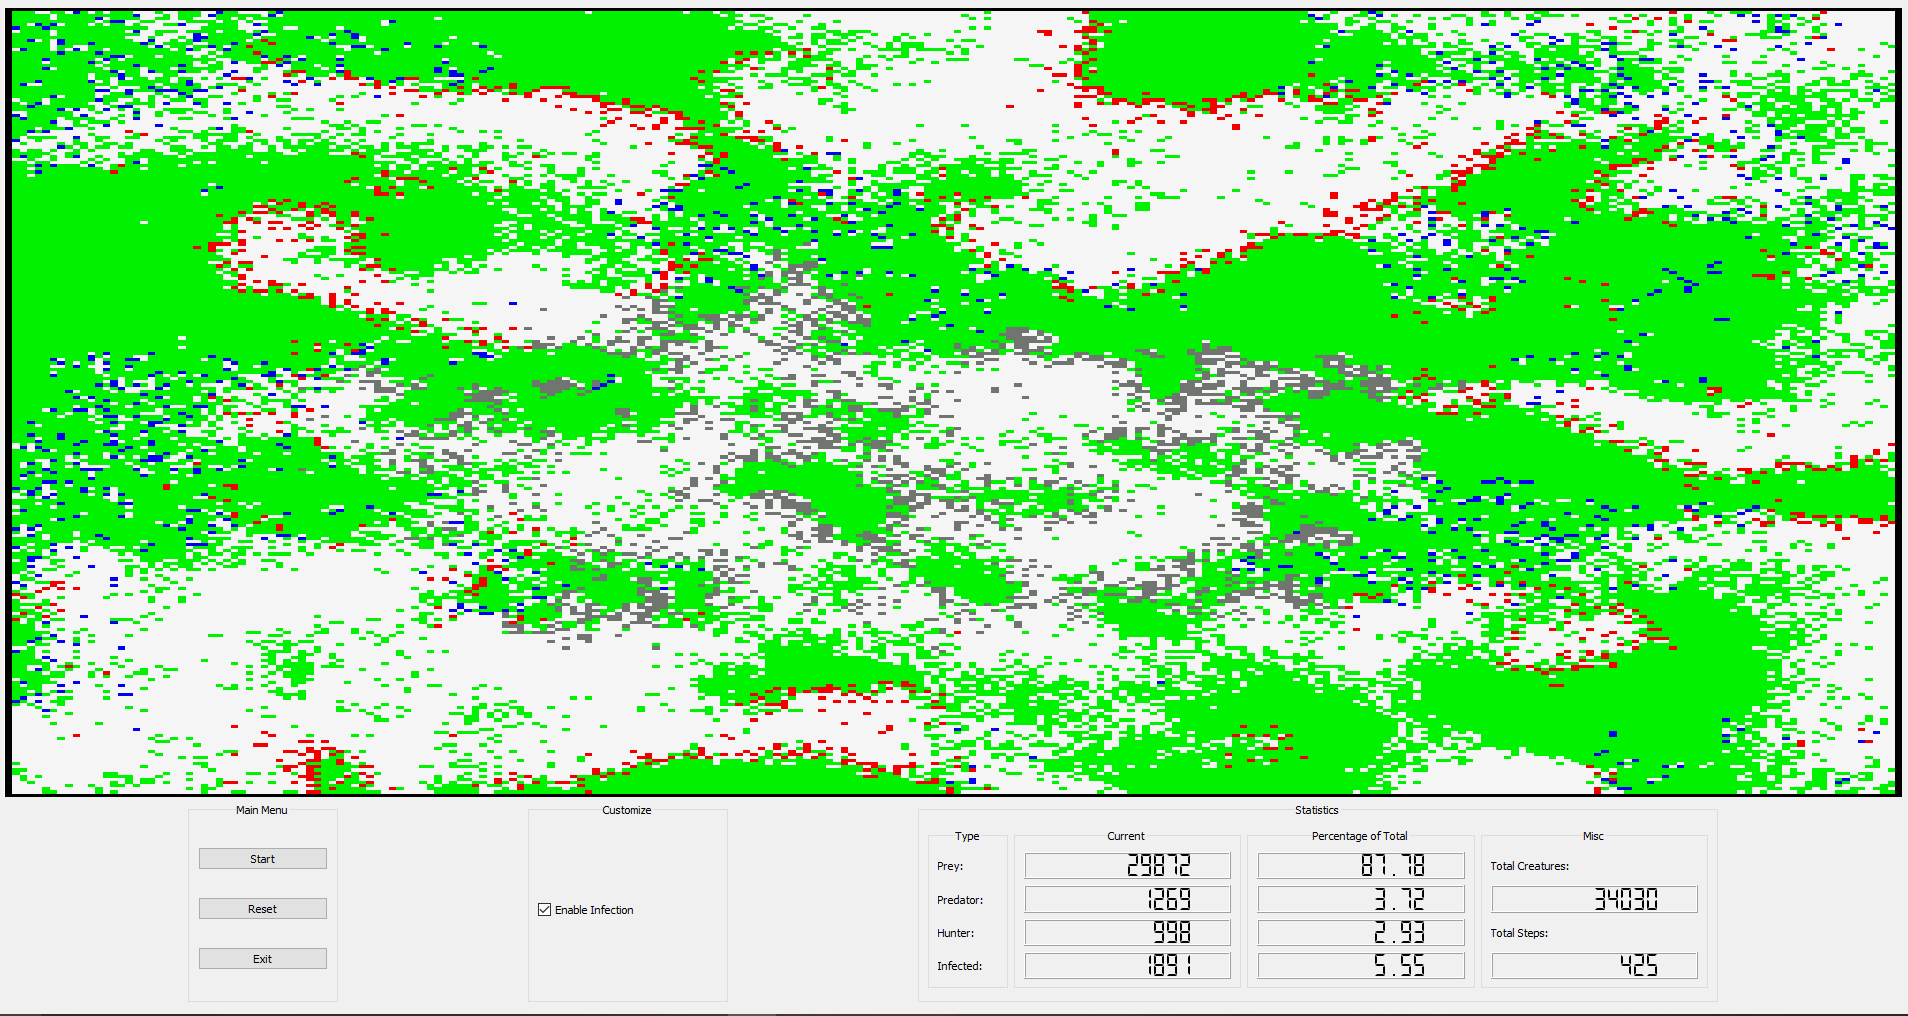 Main Menu
Start
Reset
Exit
Customize
Enable Infection
Statistics
Type Current Percentage of Total Misc
Prey: 29872 87.78 Total Creatures:
Predator: 1269 3.72 34030
Hunter: 998 2.93 Total Steps:
Infected: 1891 5.55 425